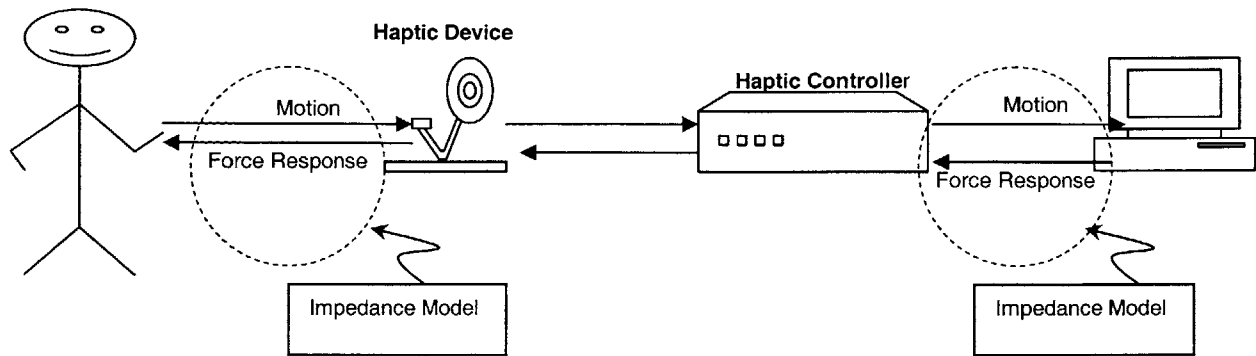 Haptic Device
Haptic Controller
Motion
Force Response
Motion
Force Response
Impedance Model
Impedance Model